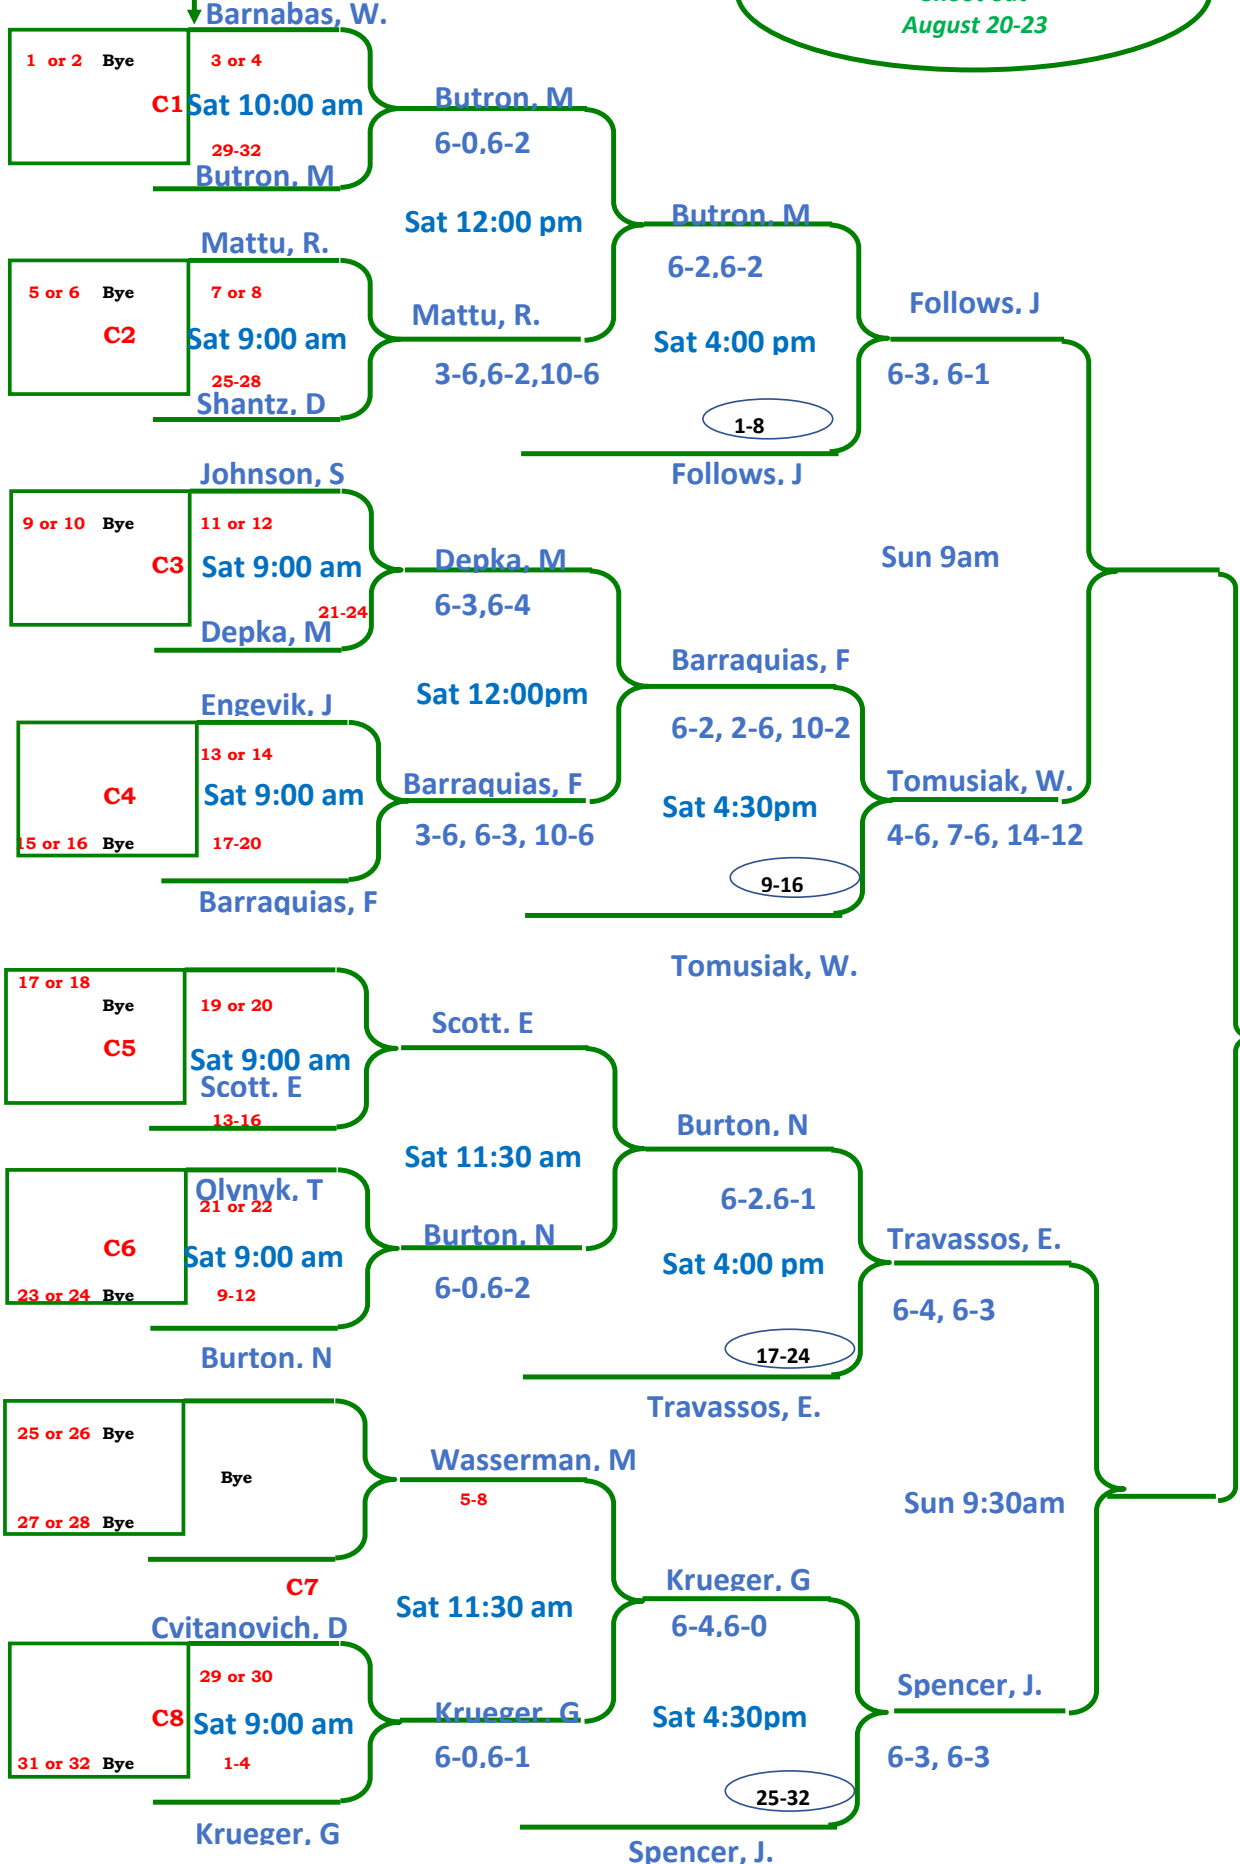 Barnabas, W.
August 20-23
1 or 2 Bye
3 or 4
C1
Sat 10:00 am
Butron, M
6-0,6-2
29-32
Butron, M
Sat 12:00 pm
Butron, M
6-2,6-2
Mattu, R.
5 or 6 Bye
7 or 8
C2
Sat 9:00 am
Mattu, R.
3-6,6-2,10-6
25-28
Shantz, D
Sat 4:00 pm
Follows, J
6-3, 6-1
1-8
Follows, J
Johnson, S
9 or 10 Bye
11 or 12
C3
Sat 9:00 am
Depka, M
6-3,6-4
21-24
Depka, M
Sun 9am
Sat 12:00pm
Barraquias, F
6-2, 2-6, 10-2
Engevik, J
13 or 14
C4
Sat 9:00 am
Barraquias, F
3-6, 6-3, 10-6
15 or 16 Bye
17-20
Barraquias, F
Sat 4:30pm
Tomusiak, W.
4-6, 7-6, 14-12
9-16
Tomusiak, W.
17 or 18
Bye
19 or 20
C5
Sat 9:00 am
Scott. E
Scott. E
13-16
Sat 11:30 am
Burton, N
6-2,6-1
Olynyk, T
21 or 22
C6
Sat 9:00 am
Burton, N
6-0,6-2
23 or 24 Bye
9-12
Burton, N
Sat 4:00 pm
Travassos, E.
6-4, 6-3
17-24
Travassos, E.
25 or 26 Bye
Bye
27 or 28 Bye
Wasserman, M
5-8
C7
Sun 9:30am
Sat 11:30 am
Krueger, G
6-4,6-0
Cvitanovich, D
29 or 30
C8
Sat 9:00 am
Krueger, G
6-0,6-1
31 or 32 Bye
1-4
Krueger, G
Sat 4:30pm
Spencer, J.
6-3, 6-3
25-32
Spencer, J.